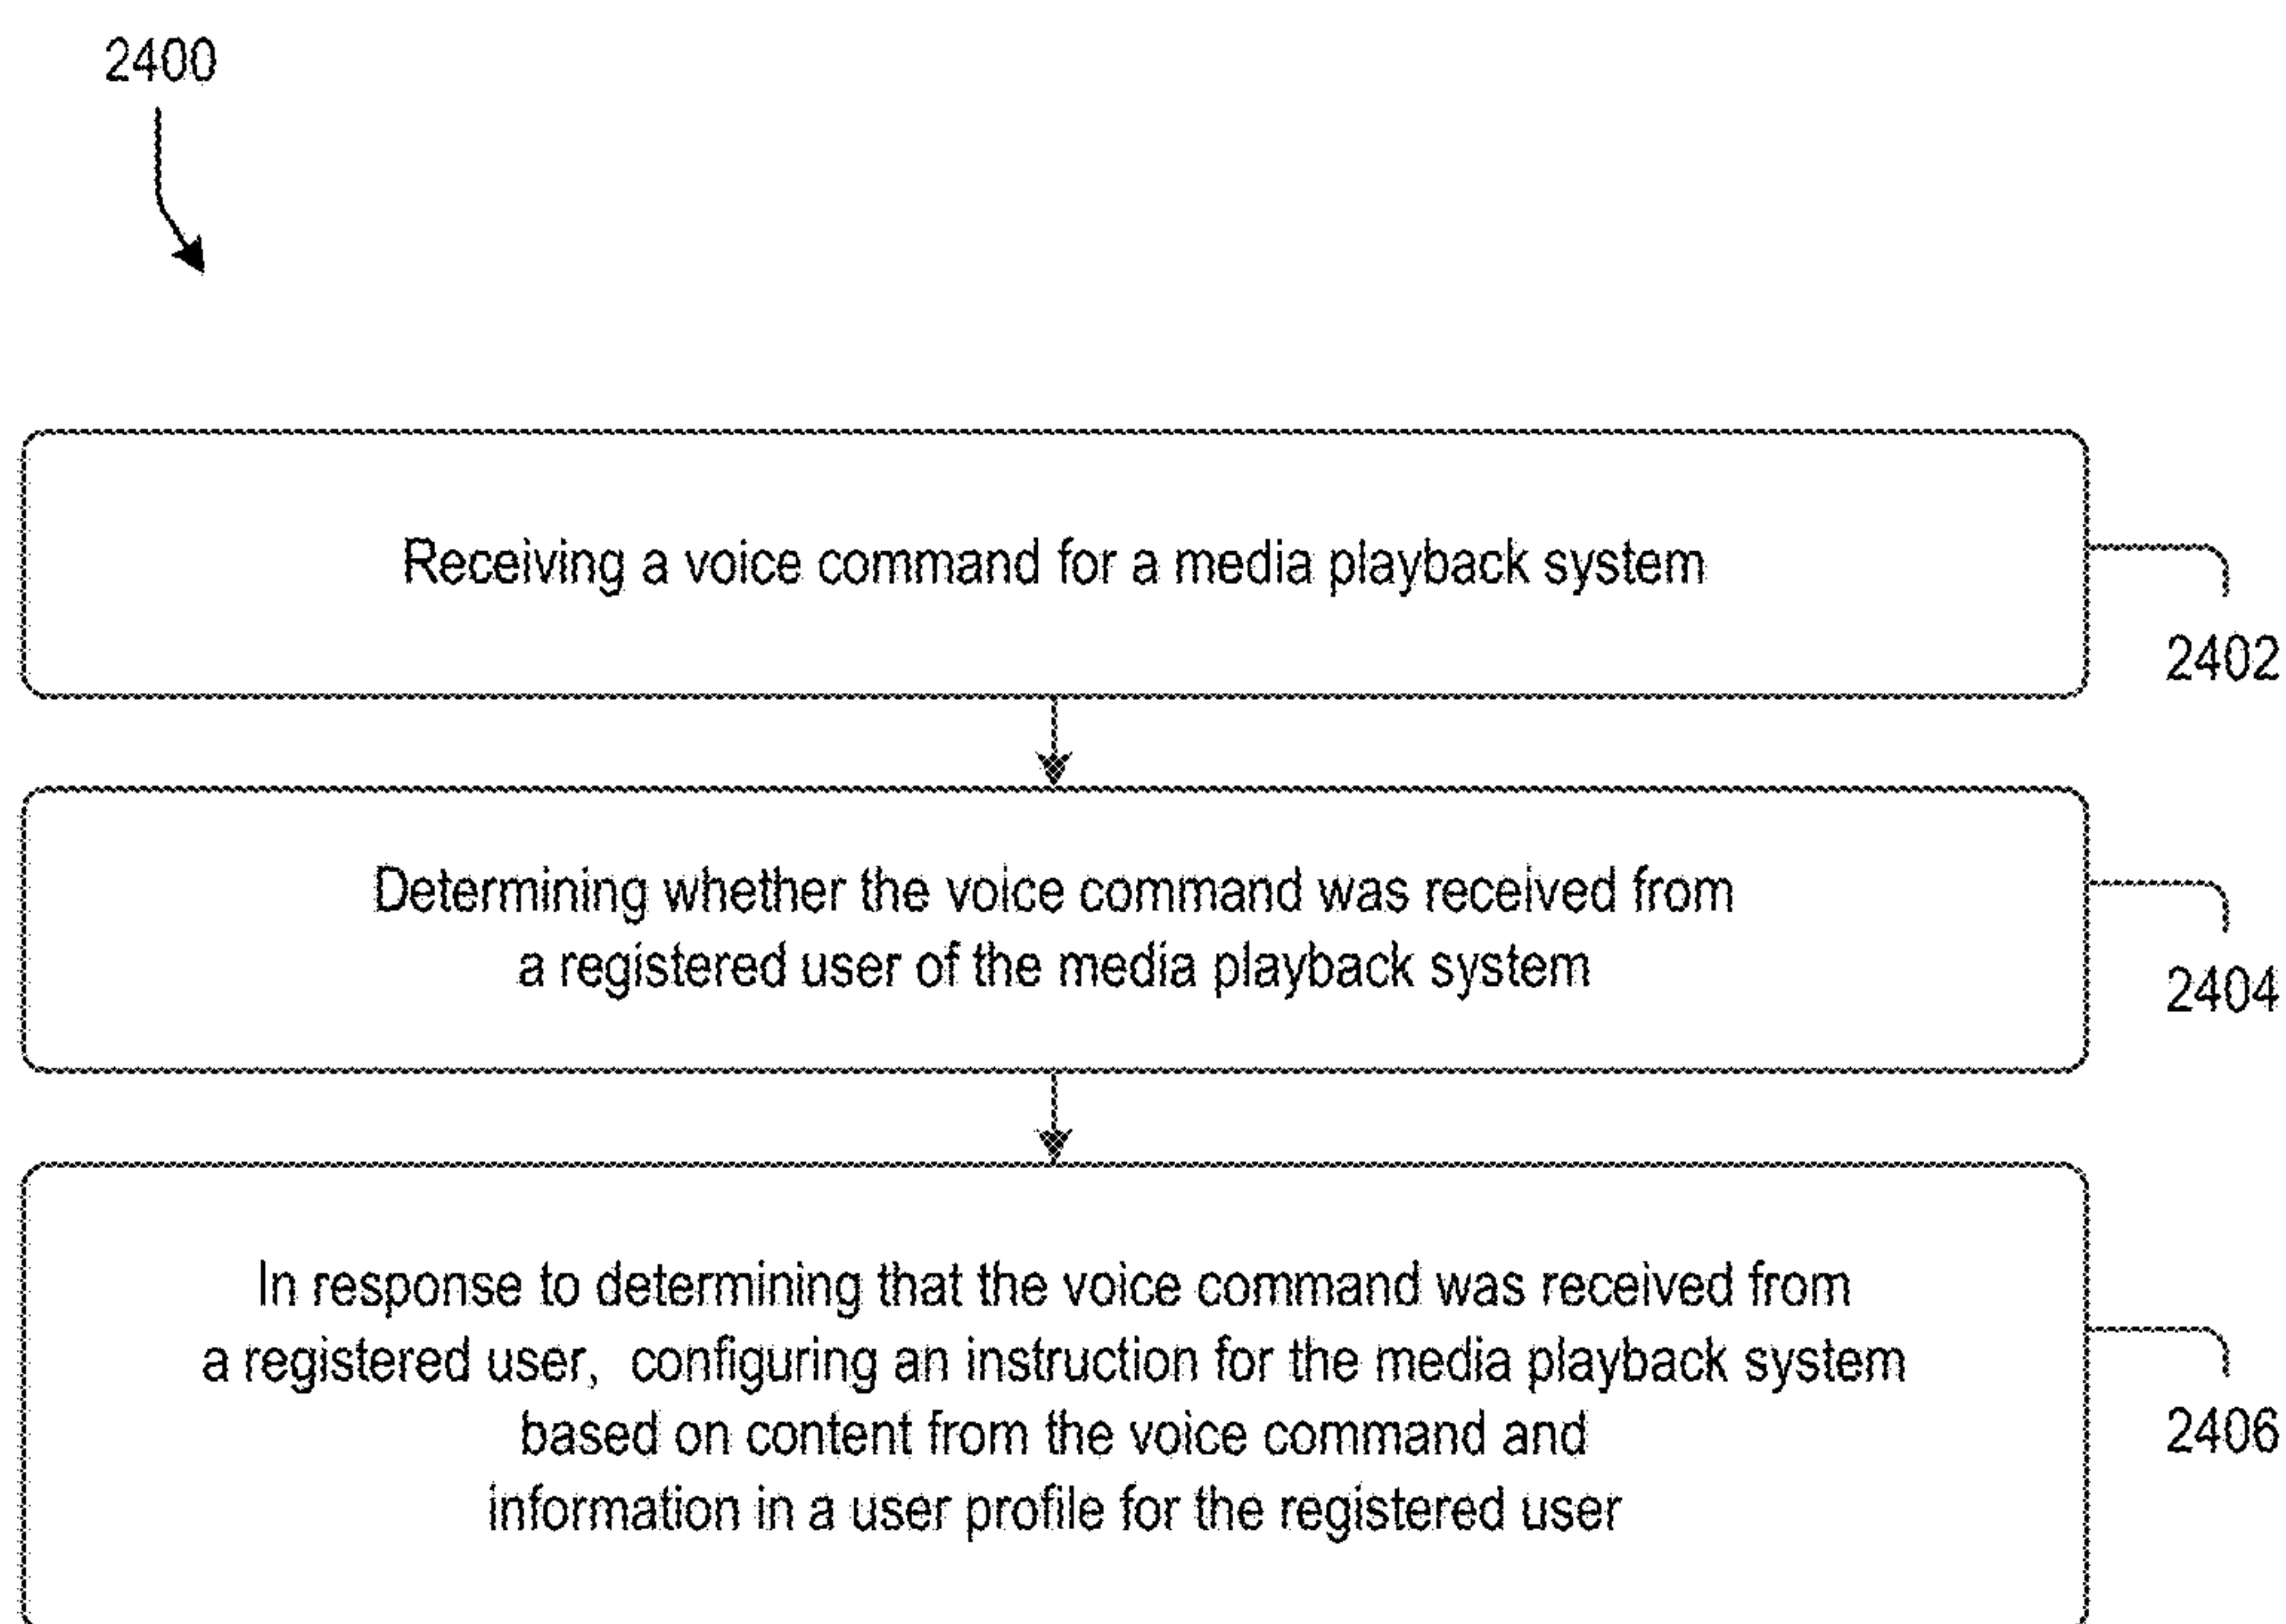 2400
Receiving a voice command for a media playback system
2402
Determining whether the voice command was received from
a registered user of the media playback system
2404
In response to determining that the voice command was received from
a registered user, configuring an instruction for the media playback system
based on content from the voice command and
information in a user profile for the registered user
2406